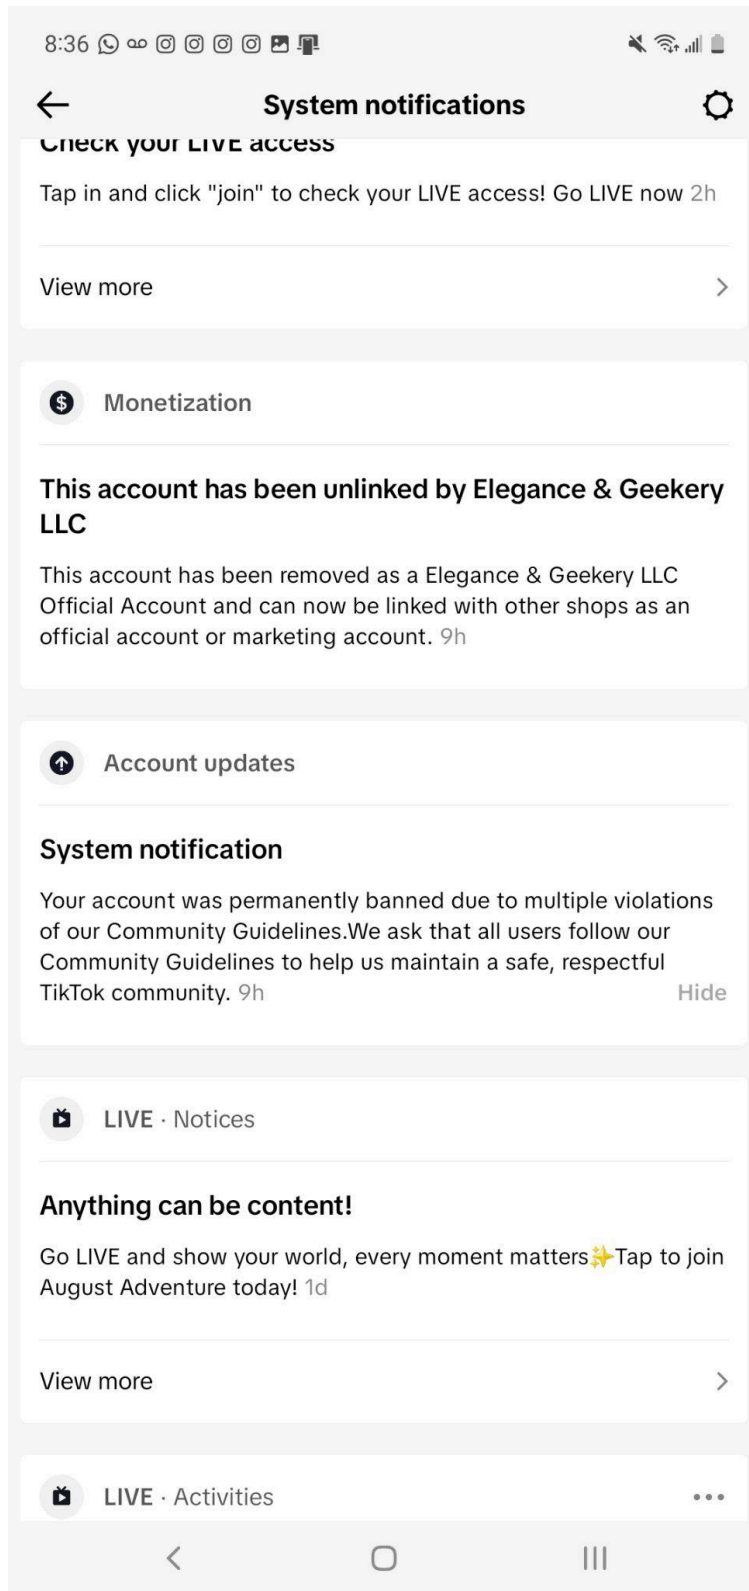 8:36
System notifications
Check your LIVE access
Tap in and click "join" to check your LIVE access! Go LIVE now 2h
View more
Monetization
This account has been unlinked by Elegance & Geekery
LLC
This account has been removed as a Elegance & Geekery LLC
Official Account and can now be linked with other shops as an
official account or marketing account. 9h
Account updates
System notification
Your account was permanently banned due to multiple violations
of our Community Guidelines.We ask that all users follow our
Community Guidelines to help us maintain a safe, respectful
TikTok community. 9h Hide
LIVE · Notices
Anything can be content!
Go LIVE and show your world, every moment matters✨Tap to join
August Adventure today! 1d
View more
LIVE · Activities